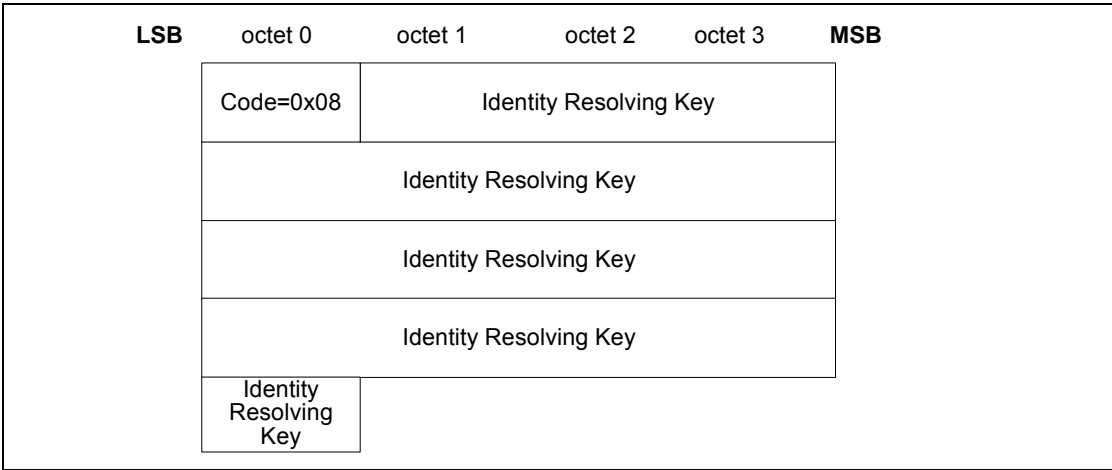 LSB octet 0 octet 1 octet 2 octet 3 MSB
Code=0x08 Identity Resolving Key
Identity Resolving Key
Identity Resolving Key
Identity Resolving Key
Identity
Resolving
Key